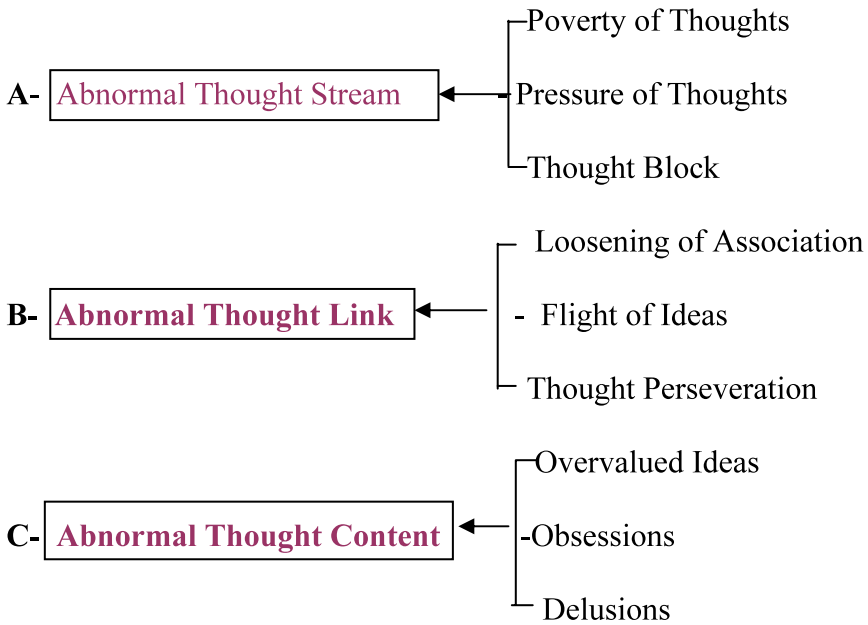 Poverty of Thoughts
A- Abnormal Thought Stream - Pressure of Thoughts
Thought Block
Loosening of Association
B- Abnormal Thought Link - Flight of Ideas
Thought Perseveration
Overvalued Ideas
C- Abnormal Thought Content -Obsessions
Delusions